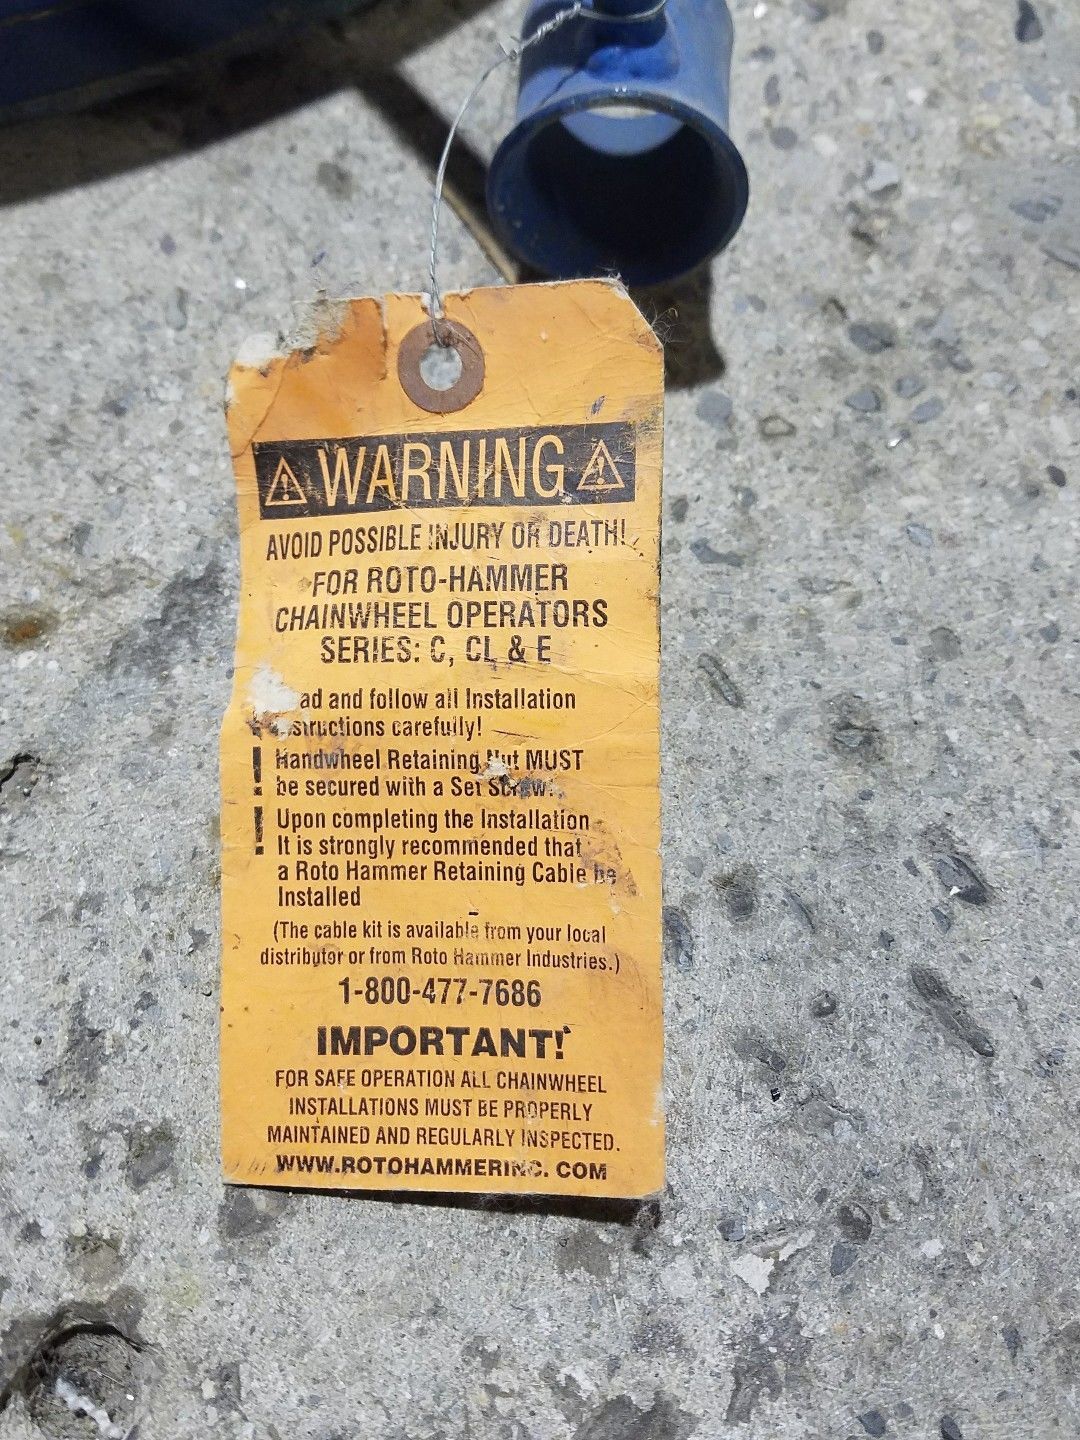 WARNING
AVOID POSSIBLE INJURY OR DEATH!
FOR ROTO-HAMMER
CHAINWHEEL OPERATORS
SERIES: C, CL & E
ad and follow all Installation
structions carefully!
! Handwheel Retaining Nut MUST
be secured with a Set Screw!
! Upon completing the Installation
It is strongly recommended that
a Roto Hammer Retaining Cable be
Installed
(The cable kit is available from your local
distributor or from Roto Hammer Industries.)
1-800-477-7686
IMPORTANT!
FOR SAFE OPERATION ALL CHAINWHEEL
INSTALLATIONS MUST BE PROPERLY
MAINTAINED AND REGULARLY INSPECTED.
WWW.ROTOHAMMERINC. COM